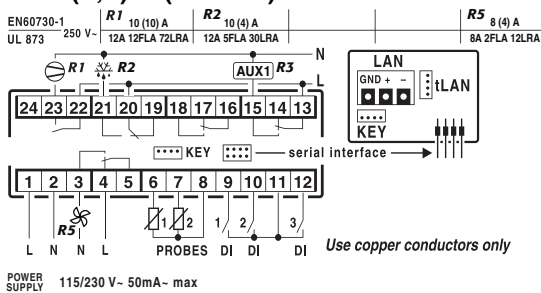 EN60730-1
UL 873
250 V~
R1
10 (10) A
12A 12FLA 72LRA
R2
10 (4) A
12A 5FLA 30LRA
R5
8 (4) A
8A 2FLA 12LRA
R1 R2 AUX1 R3 N
L
24 23 22 21 20 19 18 17 16 15 14 13
LAN
GND + -
tLAN
KEY
KEY serial interface
1 2 3 4 5 6 7 8 9 10 11 12
R5 1 2 1 2 3
L N N L PROBES DI DI DI
Use copper conductors only
POWER SUPPLY 115/230 V~ 50mA~ max